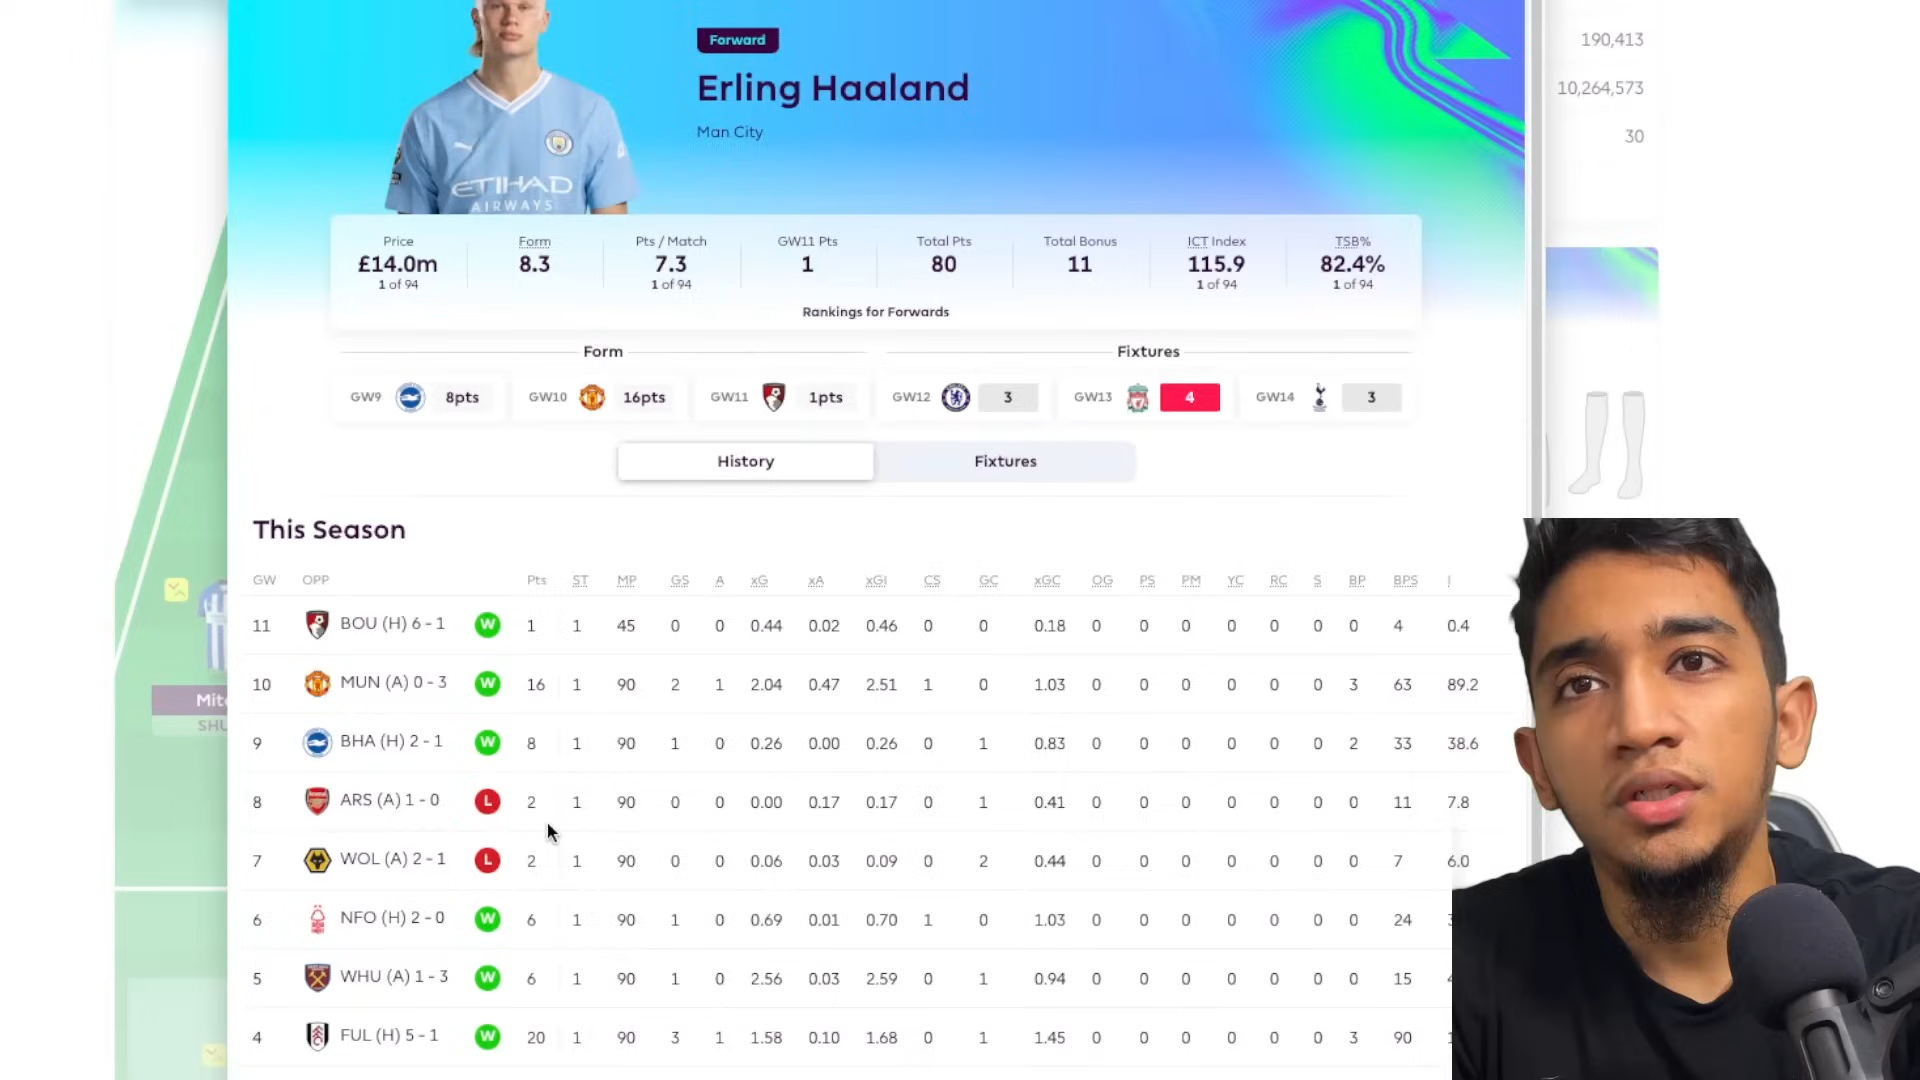 Forward
190,413
Erling Haaland
10,264,573
Man City
30
ETIHAD
AIRWAYS
Price Form Pts / Match GW11 Pts Total Pts Total Bonus ICT Index TSB%
£14.0m 8.3 7.3 1 80 11 115.9 82.4%
1 of 94 1 of 94 1 of 94 1 of 94
Rankings for Forwards
Form Fixtures
GW9 8pts GW10 16pts GW11 1pts GW12 3 GW13 4 GW14 3
History Fixtures
This Season
GW OPP Pts ST MP GS A xG xA xGI CS GC xGC OG PS PM YC RC S BP BPS I
11 BOU (H) 6 - 1 W 1 1 45 0 0 0.44 0.02 0.46 0 0 0.18 0 0 0 0 0 0 0 4 0.4
10 MUN (A) 0 - 3 W 16 1 90 2 1 2.04 0.47 2.51 1 0 1.03 0 0 0 0 0 0 3 63 89.2
Mit
SHU
9 BHA (H) 2 - 1 W 8 1 90 1 0 0.26 0.00 0.26 0 1 0.83 0 0 0 0 0 0 2 33 38.6
8 ARS (A) 1 - 0 L 2 1 90 0 0 0.00 0.17 0.17 0 1 0.41 0 0 0 0 0 0 0 11 7.8
7 WOL (A) 2 - 1 L 2 1 90 0 0 0.06 0.03 0.09 0 2 0.44 0 0 0 0 0 0 0 7 6.0
6 NFO (H) 2 - 0 W 6 1 90 1 0 0.69 0.01 0.70 1 0 1.03 0 0 0 0 0 0 0 24
5 WHU (A) 1 - 3 W 6 1 90 1 0 2.56 0.03 2.59 0 1 0.94 0 0 0 0 0 0 0 15
4 FUL (H) 5 - 1 W 20 1 90 3 1 1.58 0.10 1.68 0 1 1.45 0 0 0 0 0 0 3 90